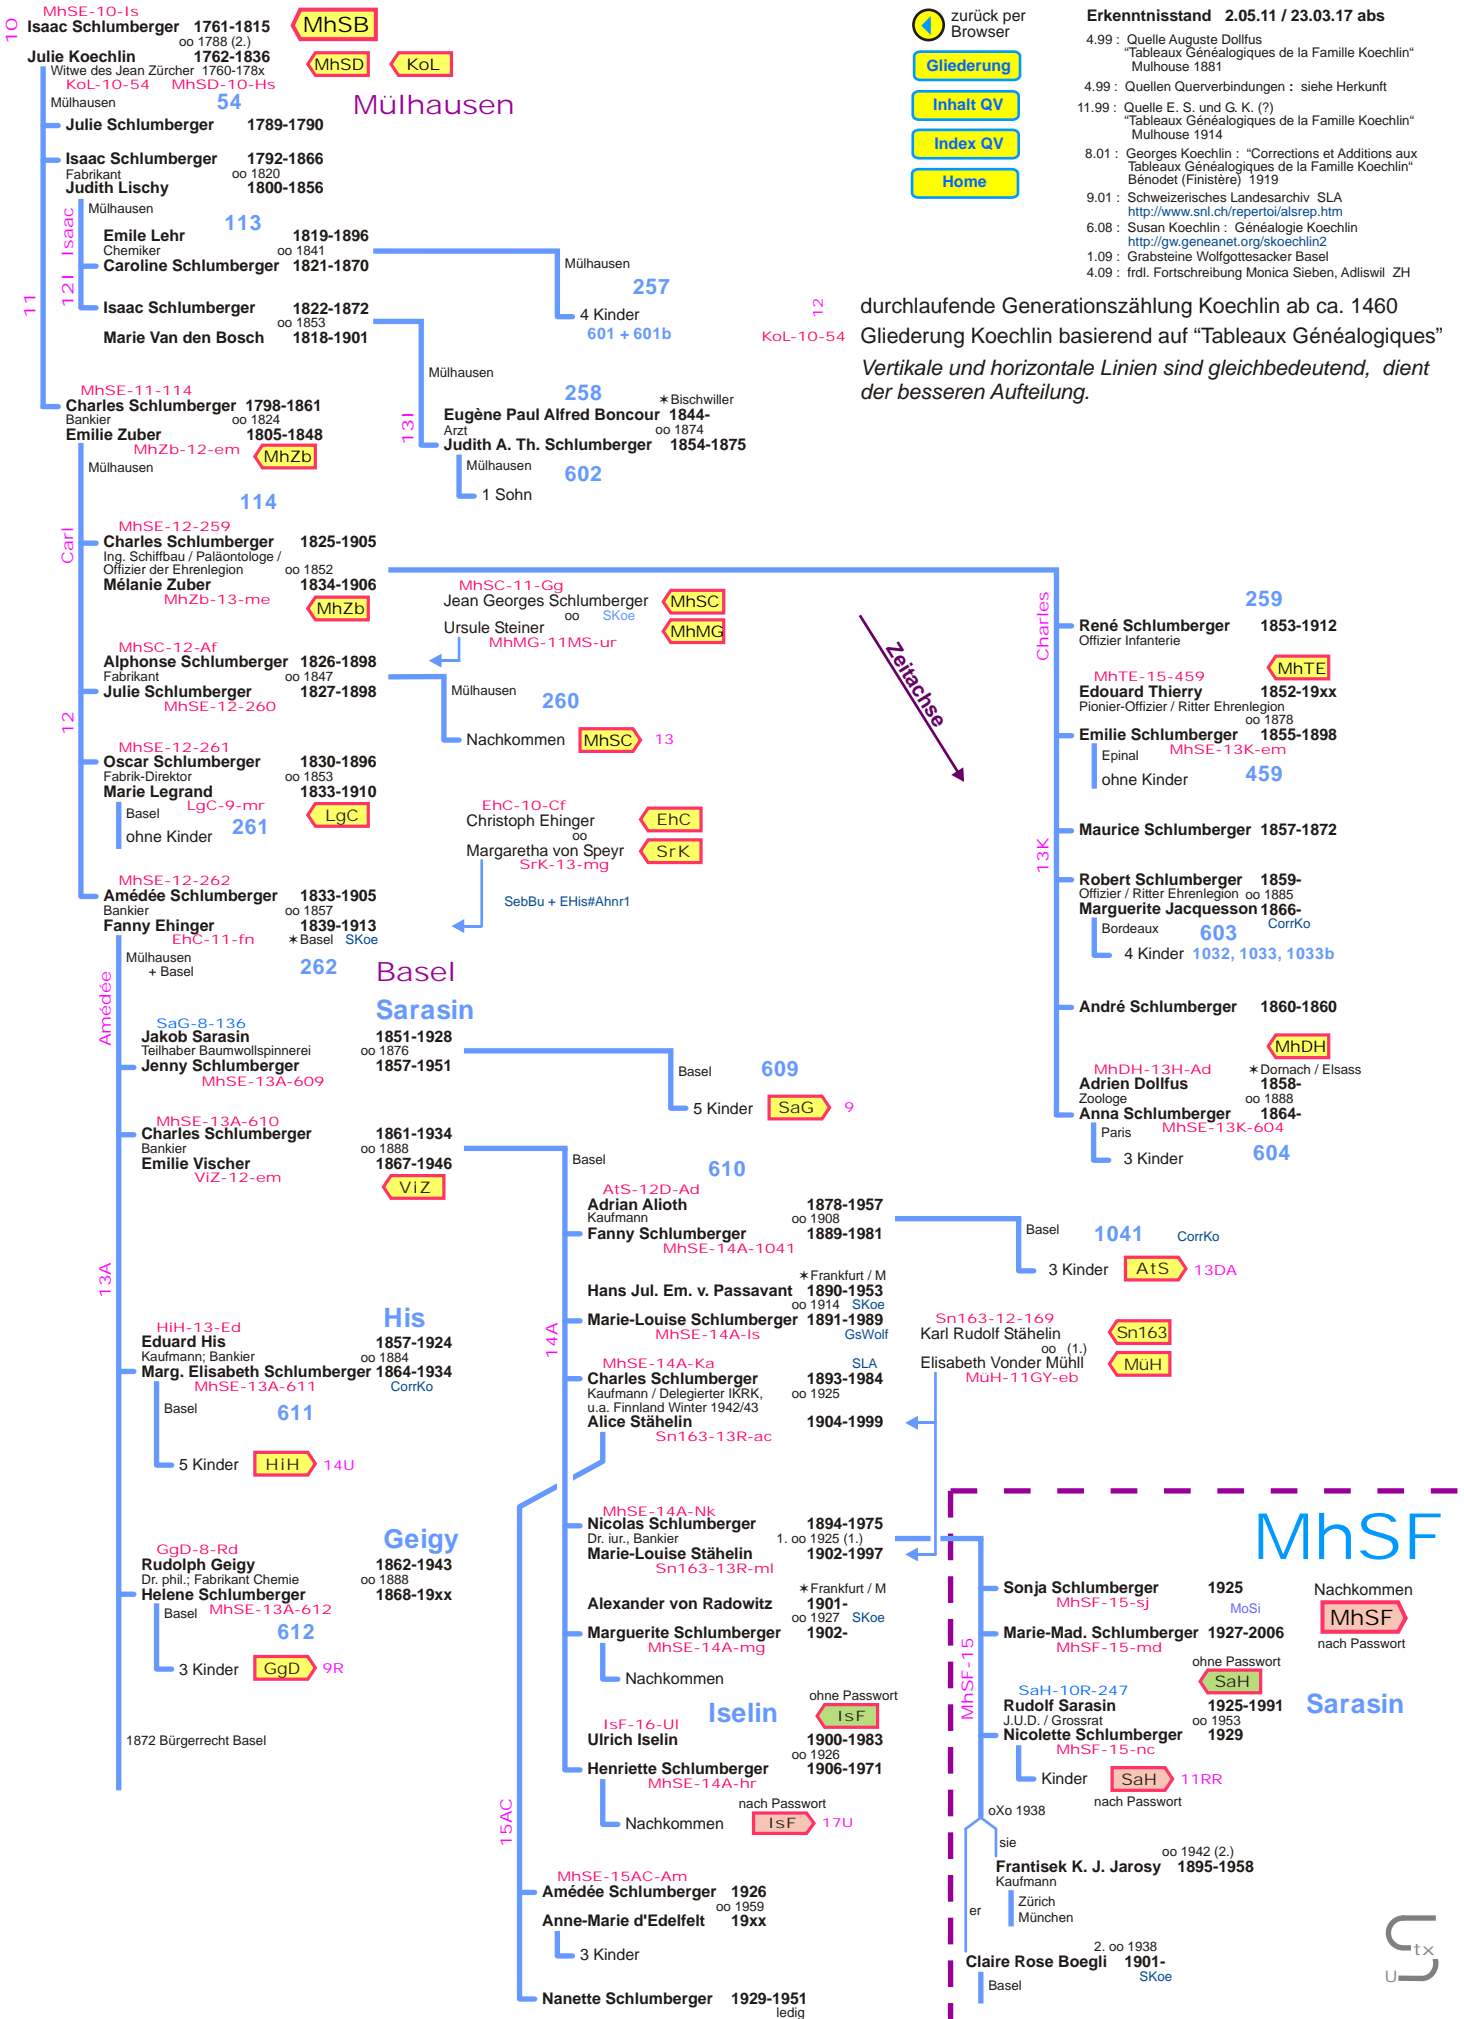 10
MhSE-10-Is
Isaac Schlumberger 1761-1815
oo 1788 (2.)
MhSB
Julie Koechlin 1762-1836
Witwe des Jean Zürcher 1760-178x
KoL-10-54 MhSD-10-Hs
MhSD
KoL
Mülhausen
54
Mülhausen
11
Julie Schlumberger 1789-1790
Isaac Schlumberger 1792-1866
Fabrikant oo 1820
Judith Lischy 1800-1856
Mülhausen
12I Isaac
113
Emile Lehr 1819-1896
Chemiker oo 1841
Caroline Schlumberger 1821-1870
Mülhausen
257
4 Kinder
601 + 601b
Isaac Schlumberger 1822-1872
oo 1853
Marie Van den Bosch 1818-1901
Mülhausen
13I
258
Eugène Paul Alfred Boncour 1844-
∗Bischwiller
Arzt oo 1874
Judith A. Th. Schlumberger 1854-1875
Mülhausen
602
1 Sohn
MhSE-11-114
Charles Schlumberger 1798-1861
Bankier oo 1824
Emilie Zuber 1805-1848
MhZb-12-em
MhZb
Mülhausen
114
12 Carl
MhSE-12-259
Charles Schlumberger 1825-1905
Ing. Schiffbau / Paläontologe /
Offizier der Ehrenlegion oo 1852
Mélanie Zuber 1834-1906
MhZb-13-me
MhZb
MhSC-11-Gg
Jean Georges Schlumberger
MhSC
oo SKoe
Ursule Steiner
MhMG
MhMG-11MS-ur
MhSC-12-Af
Alphonse Schlumberger 1826-1898
Fabrikant oo 1847
Julie Schlumberger 1827-1898
MhSE-12-260
Mülhausen
260
Nachkommen
MhSC
13
MhSE-12-261
Oscar Schlumberger 1830-1896
Fabrik-Direktor oo 1853
Marie Legrand 1833-1910
LgC-9-mr
LgC
Basel
261
ohne Kinder
EhC-10-Cf
Christoph Ehinger
EhC
oo
Margaretha von Speyr
SrK
SrK-13-mg
SebBu + EHis#Ahnr1
MhSE-12-262
Amédée Schlumberger 1833-1905
Bankier oo 1857
Fanny Ehinger 1839-1913
EhC-11-fn ∗Basel SKoe
Mülhausen
+ Basel
262
Basel
13A Amédée
Sarasin
SaG-8-136
Jakob Sarasin 1851-1928
Teilhaber Baumwollspinnerei oo 1876
Jenny Schlumberger 1857-1951
MhSE-13A-609
Basel
609
5 Kinder
SaG
9
MhSE-13A-610
Charles Schlumberger 1861-1934
Bankier oo 1888
Emilie Vischer 1867-1946
ViZ-12-em
ViZ
Basel
610
14A
AtS-12D-Ad
Adrian Alioth 1878-1957
Kaufmann oo 1908
Fanny Schlumberger 1889-1981
MhSE-14A-1041
Basel
1041
CorrKo
3 Kinder
AtS
13DA
∗Frankfurt / M
Hans Jul. Em. v. Passavant 1890-1953
oo 1914 SKoe
Marie-Louise Schlumberger 1891-1989
MhSE-14A-ls GsWolf
MhSE-14A-Ka SLA
Charles Schlumberger 1893-1984
Kaufmann / Delegierter IKRK, oo 1925
u.a. Finnland Winter 1942/43
Alice Stähelin 1904-1999
Sn163-13R-ac
Sn163-12-169
Karl Rudolf Stähelin
Sn163
oo (1.)
Elisabeth Vonder Mühll
MüH
MüH-11GY-eb
His
HiH-13-Ed
Eduard His 1857-1924
Kaufmann; Bankier oo 1884
Marg. Elisabeth Schlumberger 1864-1934
MhSE-13A-611 CorrKo
Basel
611
5 Kinder
HiH
14U
MhSE-14A-Nk
Nicolas Schlumberger 1894-1975
Dr. iur., Bankier 1. oo 1925 (1.)
Marie-Louise Stähelin 1902-1997
Sn163-13R-ml
∗Frankfurt / M
Alexander von Radowitz 1901-
oo 1927 SKoe
Marguerite Schlumberger 1902-
MhSE-14A-mg
Nachkommen
Geigy
GgD-8-Rd
Rudolph Geigy 1862-1943
Dr. phil.; Fabrikant Chemie oo 1888
Helene Schlumberger 1868-19xx
MhSE-13A-612
Basel
612
3 Kinder
GgD
9R
1872 Bürgerrecht Basel
Iselin
ohne Passwort
IsF
IsF-16-Ul
Ulrich Iselin 1900-1983
oo 1926
Henriette Schlumberger 1906-1971
MhSE-14A-hr
nach Passwort
Nachkommen
IsF
17U
15AC
MhSE-15AC-Am
Amédée Schlumberger 1926
oo 1959
Anne-Marie d'Edelfelt 19xx
3 Kinder
Nanette Schlumberger 1929-1951
ledig
zurück per
Browser
Gliederung
Inhalt QV
Index QV
Home
Erkenntnisstand 2.05.11 / 23.03.17 abs
4.99 : Quelle Auguste Dollfus
"Tableaux Généalogiques de la Famille Koechlin"
Mulhouse 1881
4.99 : Quellen Querverbindungen : siehe Herkunft
11.99 : Quelle E. S. und G. K. (?)
"Tableaux Généalogiques de la Famille Koechlin"
Mulhouse 1914
8.01 : Georges Koechlin : "Corrections et Additions aux
Tableaux Généalogiques de la Famille Koechlin"
Bénodet (Finistère) 1919
9.01 : Schweizerisches Landesarchiv SLA
http://www.snl.ch/repertoi/alsrep.htm
6.08 : Susan Koechlin : Généalogie Koechlin
http://gw.geneanet.org/skoechlin2
1.09 : Grabsteine Wolfgottesacker Basel
4.09 : frdl. Fortschreibung Monica Sieben, Adliswil ZH
12 durchlaufende Generationszählung Koechlin ab ca. 1460
KoL-10-54 Gliederung Koechlin basierend auf "Tableaux Généalogiques"
Vertikale und horizontale Linien sind gleichbedeutend, dient
der besseren Aufteilung.
Zeitachse
13K Charles
259
René Schlumberger 1853-1912
Offizier Infanterie
MhTE
MhTE-15-459
Edouard Thierry 1852-19xx
Pionier-Offizier / Ritter Ehrenlegion
oo 1878
Emilie Schlumberger 1855-1898
MhSE-13K-em
Epinal
459
ohne Kinder
Maurice Schlumberger 1857-1872
Robert Schlumberger 1859-
Offizier / Ritter Ehrenlegion oo 1885
Marguerite Jacquesson 1866-
CorrKo
Bordeaux
603
4 Kinder 1032, 1033, 1033b
André Schlumberger 1860-1860
MhDH
MhDH-13H-Ad ∗Dornach / Elsass
Adrien Dollfus 1858-
Zoologe oo 1888
Anna Schlumberger 1864-
MhSE-13K-604
Paris
604
3 Kinder
MhSF
MhSF-15
Sonja Schlumberger 1925
MhSF-15-sj
MoSi
Marie-Mad. Schlumberger 1927-2006
MhSF-15-md
Nachkommen
MhSF
nach Passwort
ohne Passwort
SaH
Sarasin
SaH-10R-247
Rudolf Sarasin 1925-1991
J.U.D. / Grossrat oo 1953
Nicolette Schlumberger 1929
MhSF-15-nc
Kinder
SaH
11RR
nach Passwort
oXo 1938
sie
oo 1942 (2.)
Frantisek K. J. Jarosy 1895-1958
Kaufmann
Zürich
München
er
2. oo 1938
Claire Rose Boegli 1901-
SKoe
Basel
tx
U